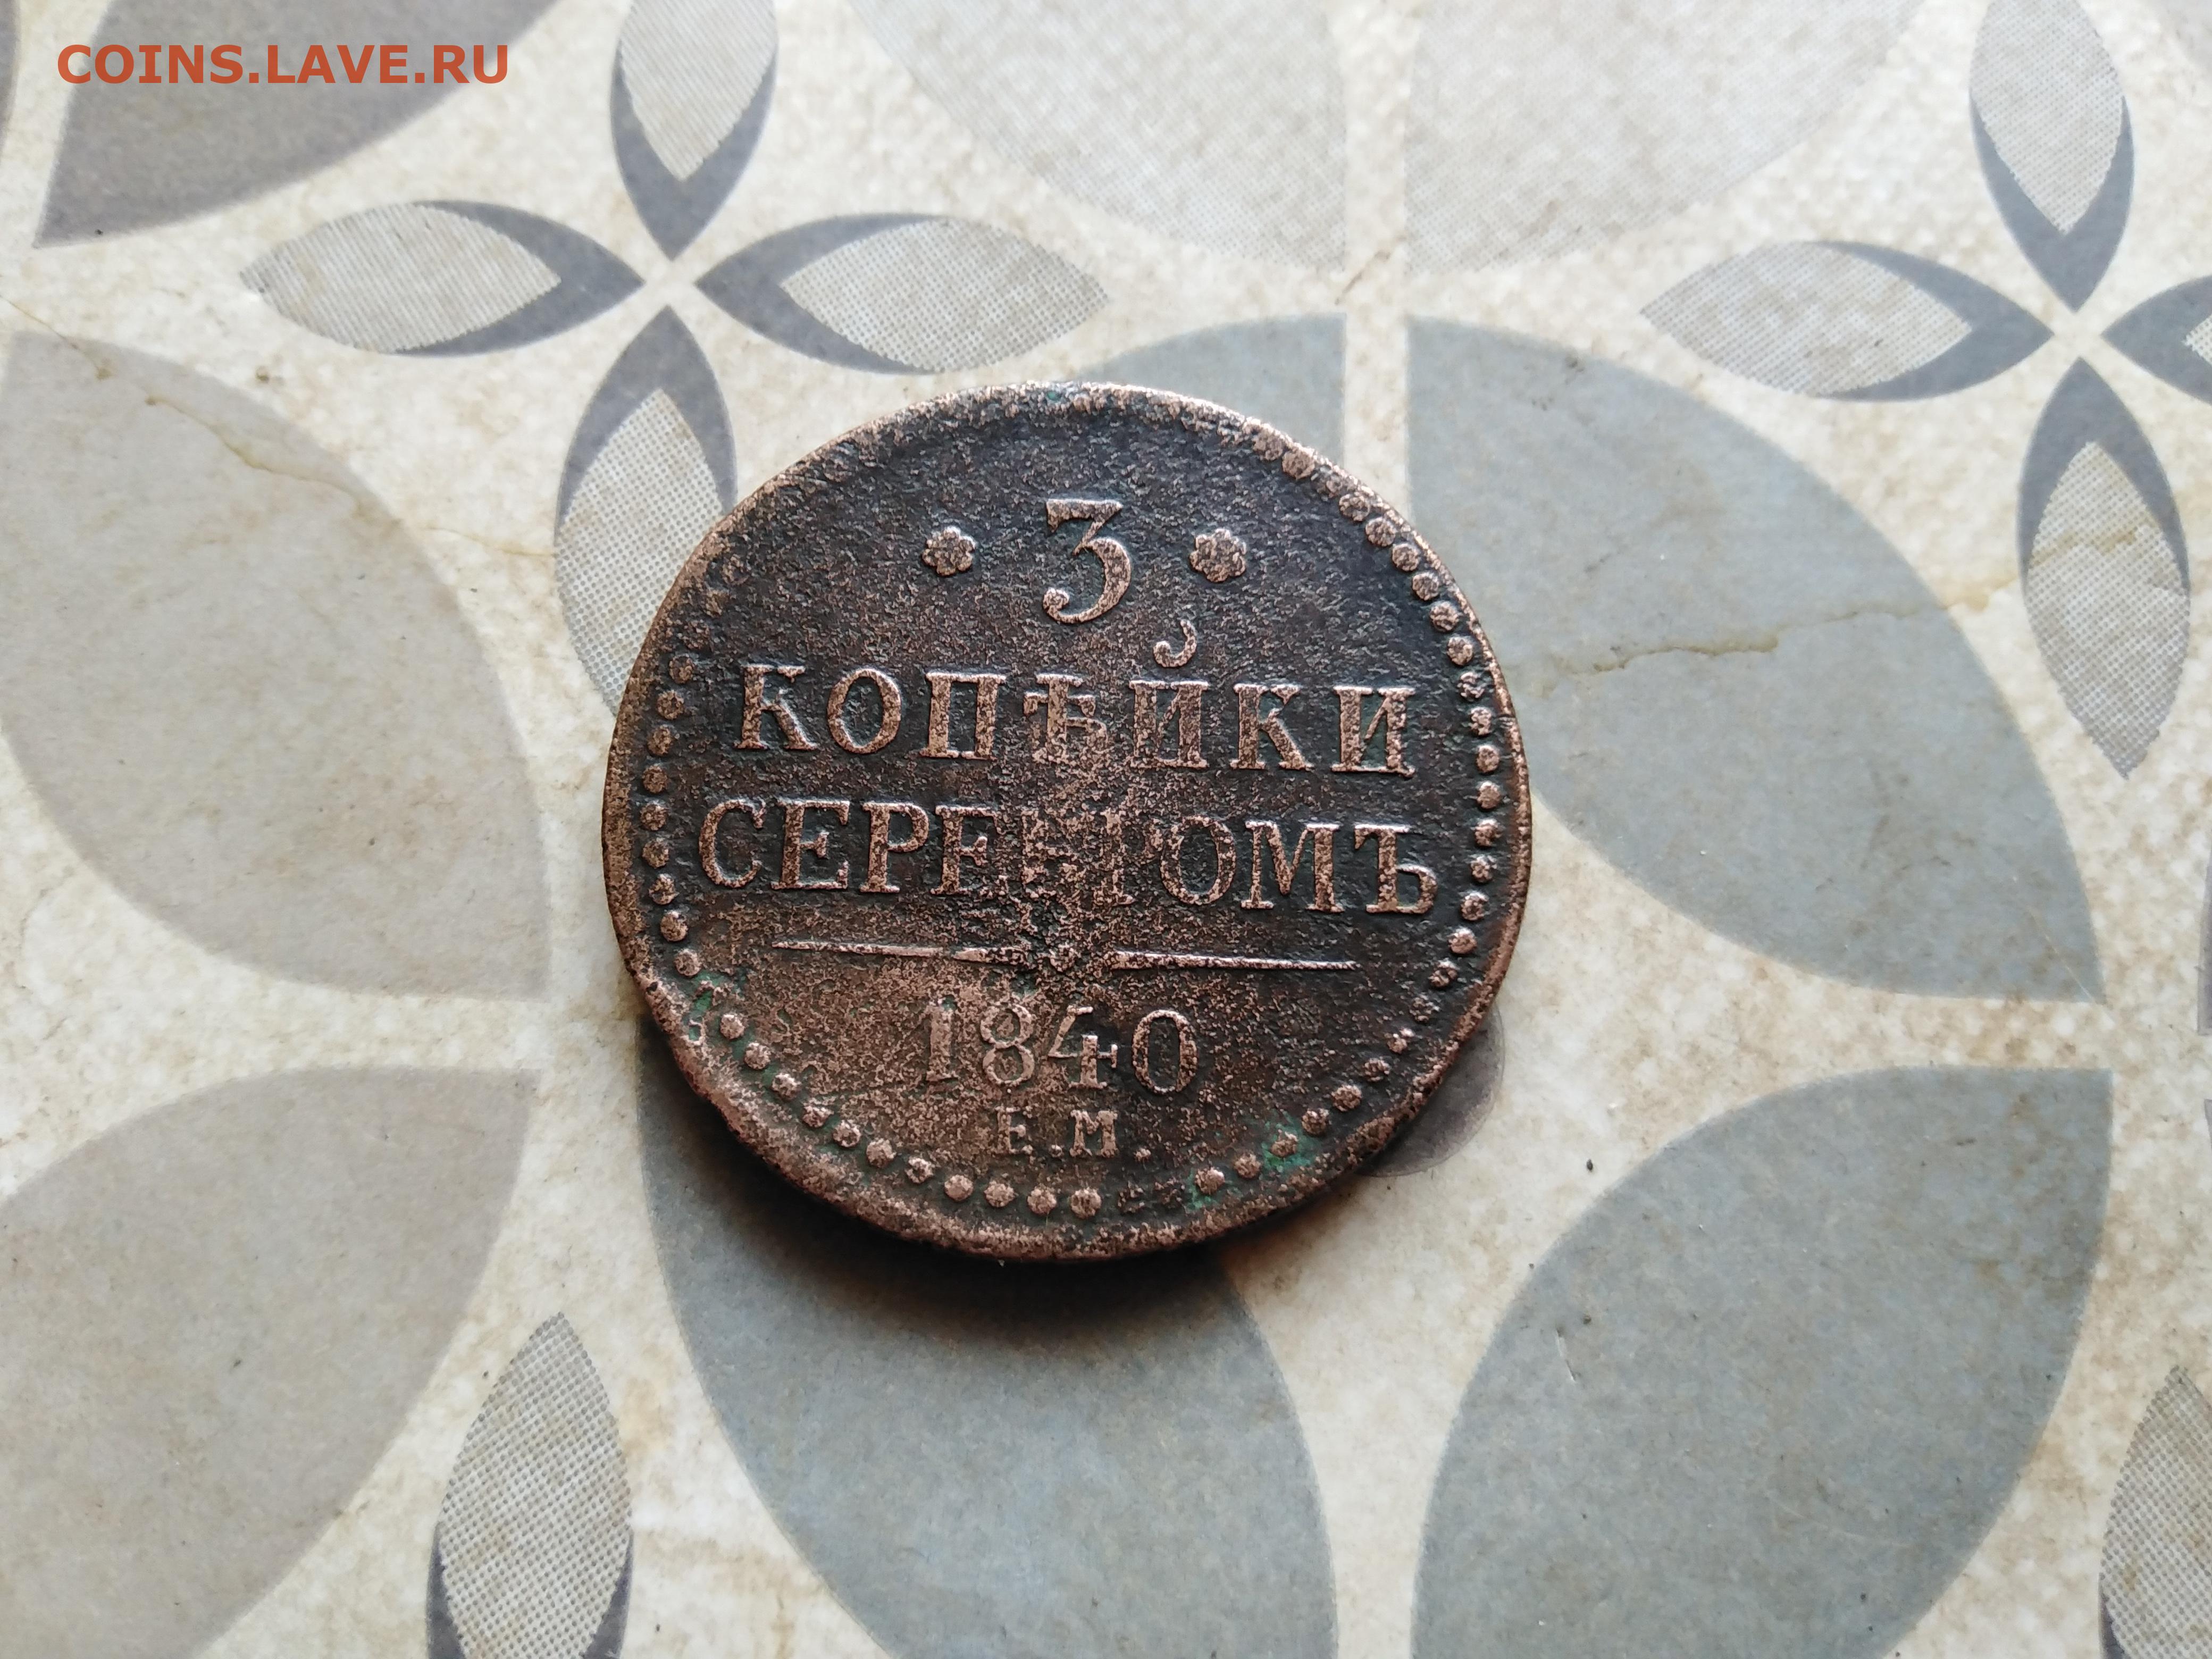 COINS.LAVE.RU
3
КОПѢЙКИ
СЕРЕБРОМЪ
1840
Е.М.